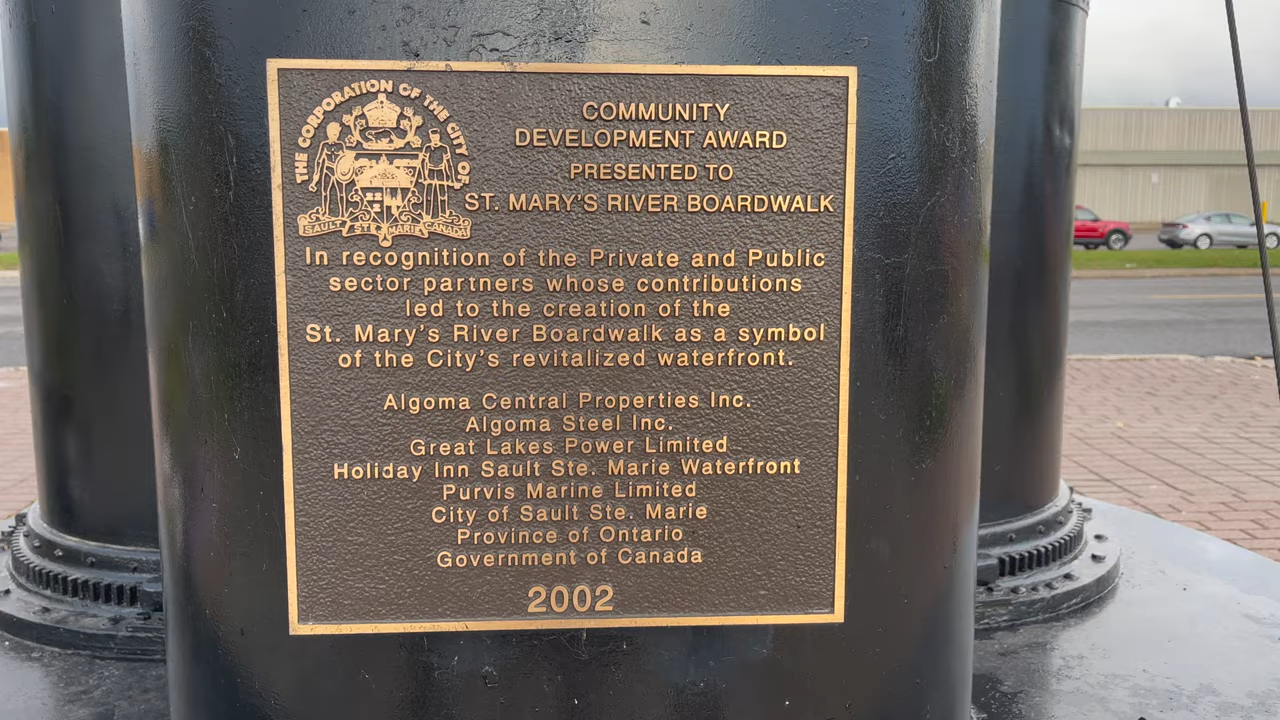 THE CORPORATION OF THE CITY OF
SAULT STE MARIE CANADA
COMMUNITY
DEVELOPMENT AWARD
PRESENTED TO
ST. MARY'S RIVER BOARDWALK
In recognition of the Private and Public
sector partners whose contributions
led to the creation of the
St. Mary's River Boardwalk as a symbol
of the City's revitalized waterfront.
Algoma Central Properties Inc.
Algoma Steel Inc.
Great Lakes Power Limited
Holiday Inn Sault Ste. Marie Waterfront
Purvis Marine Limited
City of Sault Ste. Marie
Province of Ontario
Government of Canada
2002